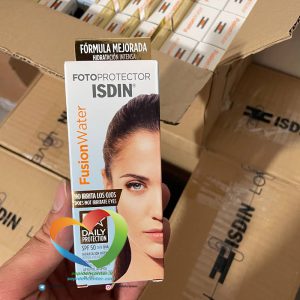 FÓRMULA MEJORADA
HIDRATACIÓN INTENSA
FOTOPROTECTOR
ISDIN®
FusionWater
NO IRRITA LOS OJOS
DOES NOT IRRITATE EYES
DAILY
PROTECTION
SPF 50
ISDIN
ISDIN